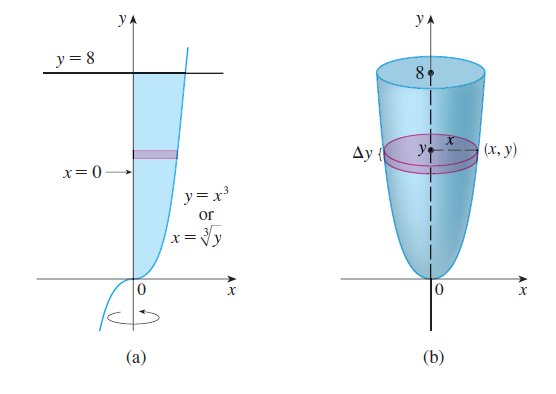 y
y = 8
x = 0
y = x³
or
x = ∛y
0
x
(a)
y
8
Δy {
y
x
(x, y)
0
x
(b)